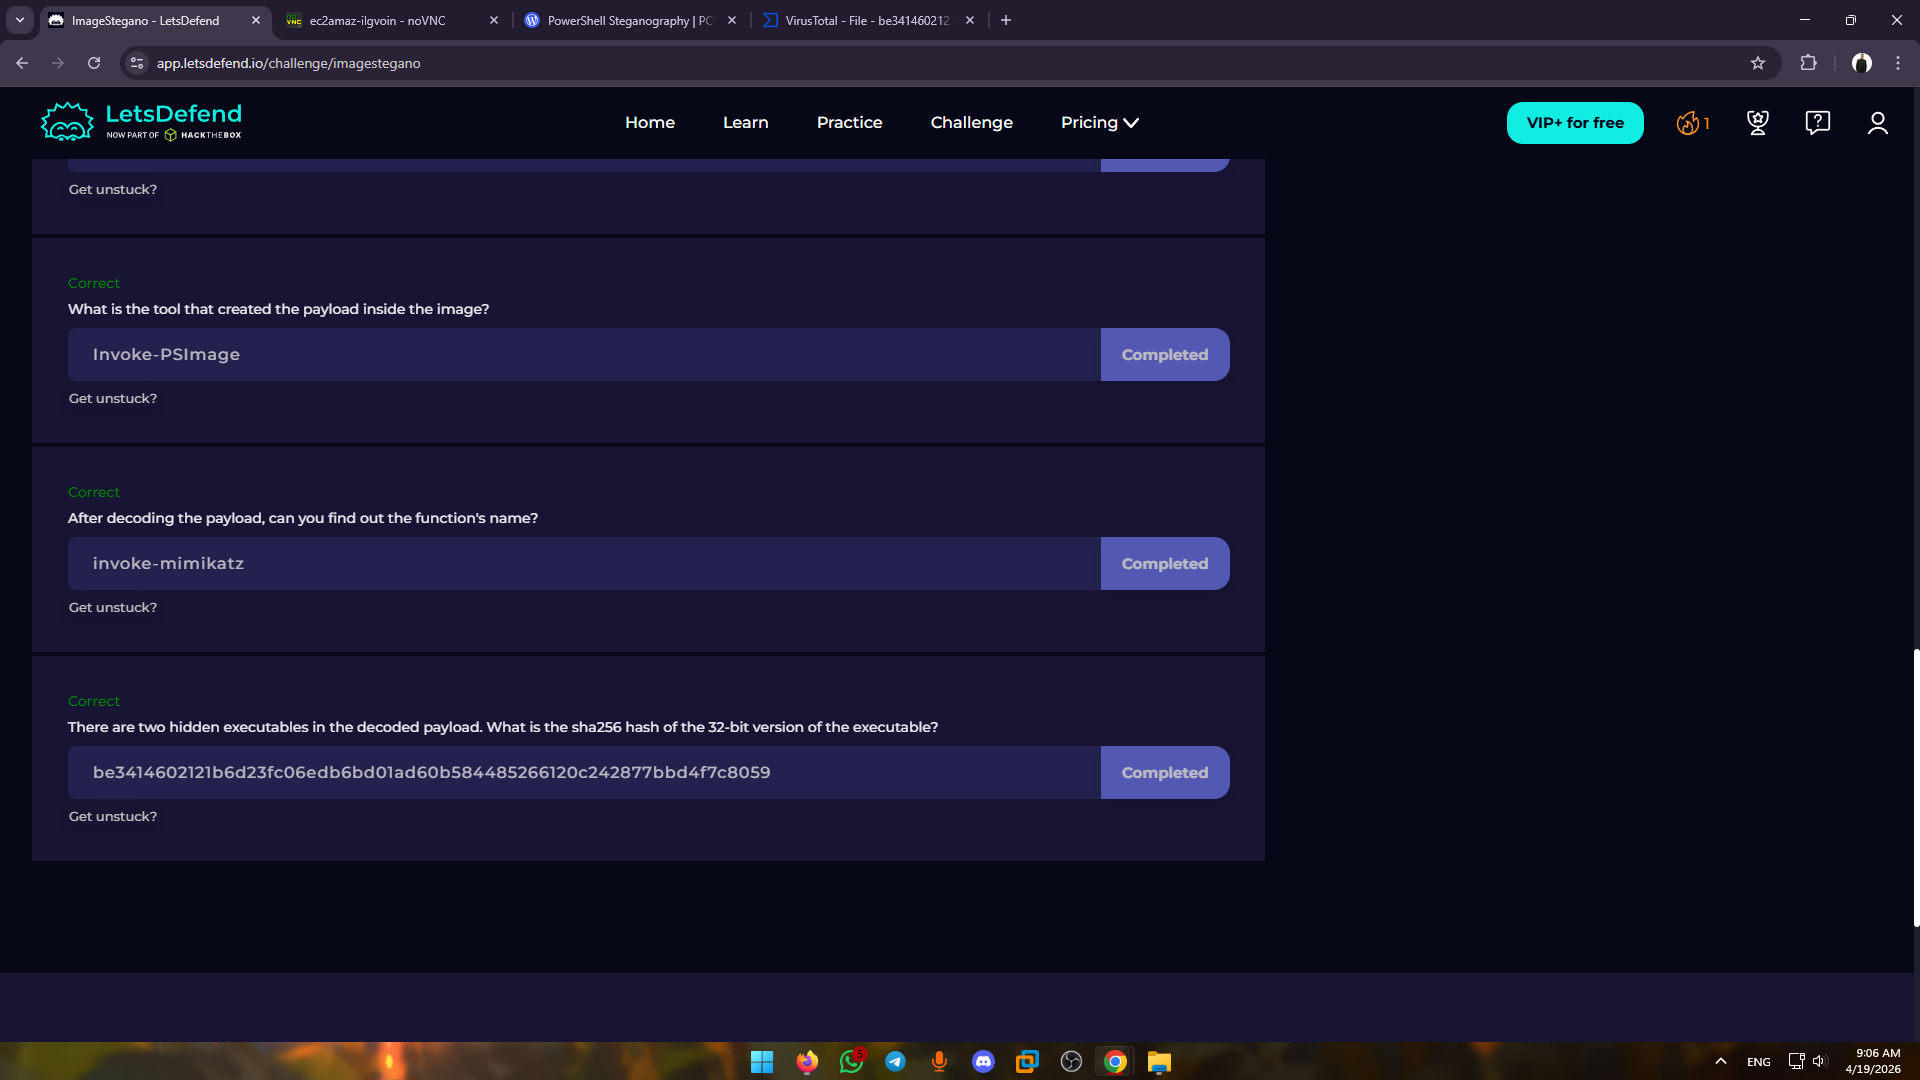 ImageStegano - LetsDefend
ec2amaz-ilgvoin - noVNC
PowerShell Steganography | PC
VirusTotal - File - be341460212
app.letsdefend.io/challenge/imagestegano
LetsDefend
NOW PART OF HACKTHEBOX
Home
Learn
Practice
Challenge
Pricing
VIP+ for free
1
Get unstuck?
Correct
What is the tool that created the payload inside the image?
Invoke-PSImage
Completed
Get unstuck?
Correct
After decoding the payload, can you find out the function's name?
invoke-mimikatz
Completed
Get unstuck?
Correct
There are two hidden executables in the decoded payload. What is the sha256 hash of the 32-bit version of the executable?
be3414602121b6d23fc06edb6bd01ad60b584485266120c242877bbd4f7c8059
Completed
Get unstuck?
5
ENG
9:06 AM
4/19/2026